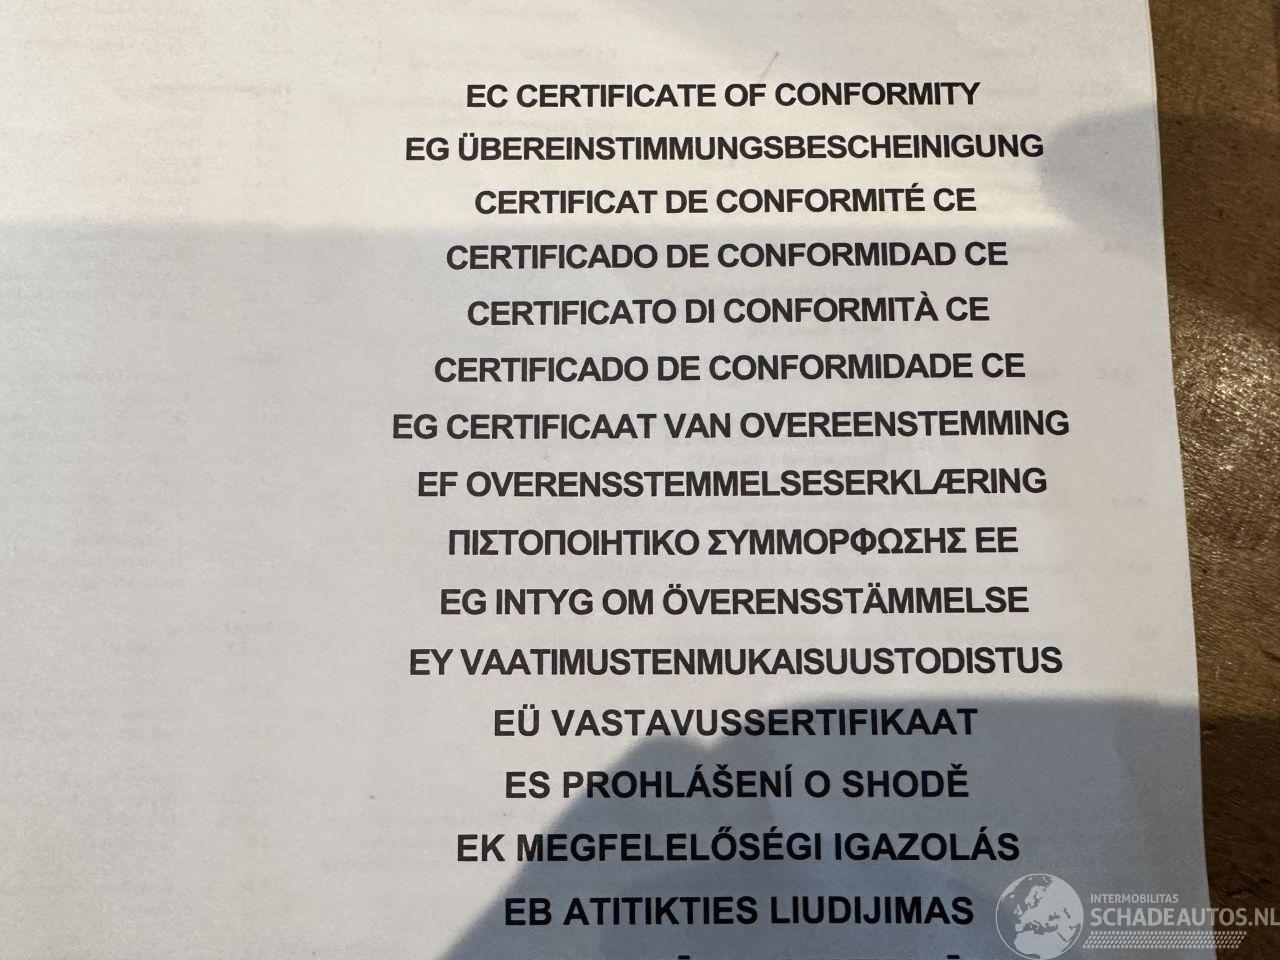 EC CERTIFICATE OF CONFORMITY
EG ÜBEREINSTIMMUNGSBESCHEINIGUNG
CERTIFICAT DE CONFORMITÉ CE
CERTIFICADO DE CONFORMIDAD CE
CERTIFICATO DI CONFORMITÀ CE
CERTIFICADO DE CONFORMIDADE CE
EG CERTIFICAAT VAN OVEREENSTEMMING
EF OVERENSSTEMMELSESERKLÆRING
ΠΙΣΤΟΠΟΙΗΤΙΚΟ ΣΥΜΜΟΡΦΩΣΗΣ ΕΕ
EG INTYG OM ÖVERENSSTÄMMELSE
EY VAATIMUSTENMUKAISUUSTODISTUS
EÜ VASTAVUSSERTIFIKAAT
ES PROHLÁŠENÍ O SHODĚ
EK MEGFELELŐSÉGI IGAZOLÁS
EB ATITIKTIES LIUDIJIMAS
INTERMOBILITAS
SCHADEAUTOS.NL